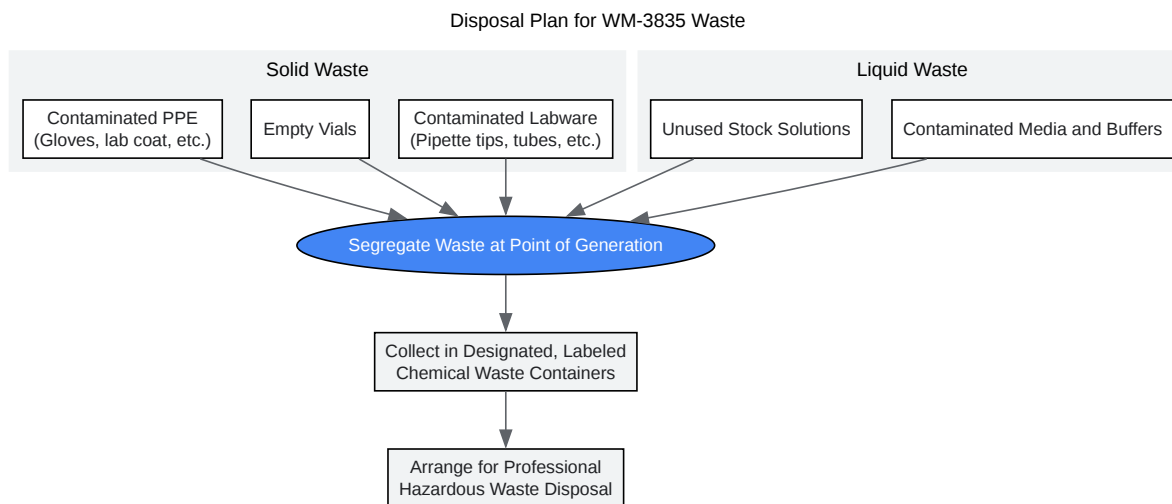 Disposal Plan for WM-3835 Waste
Solid Waste
Liquid Waste
Contaminated PPE
(Gloves, lab coat, etc.)
Empty Vials
Contaminated Labware
(Pipette tips, tubes, etc.)
Unused Stock Solutions
Contaminated Media and Buffers
Segregate Waste at Point of Generation
Collect in Designated, Labeled
Chemical Waste Containers
Arrange for Professional
Hazardous Waste Disposal